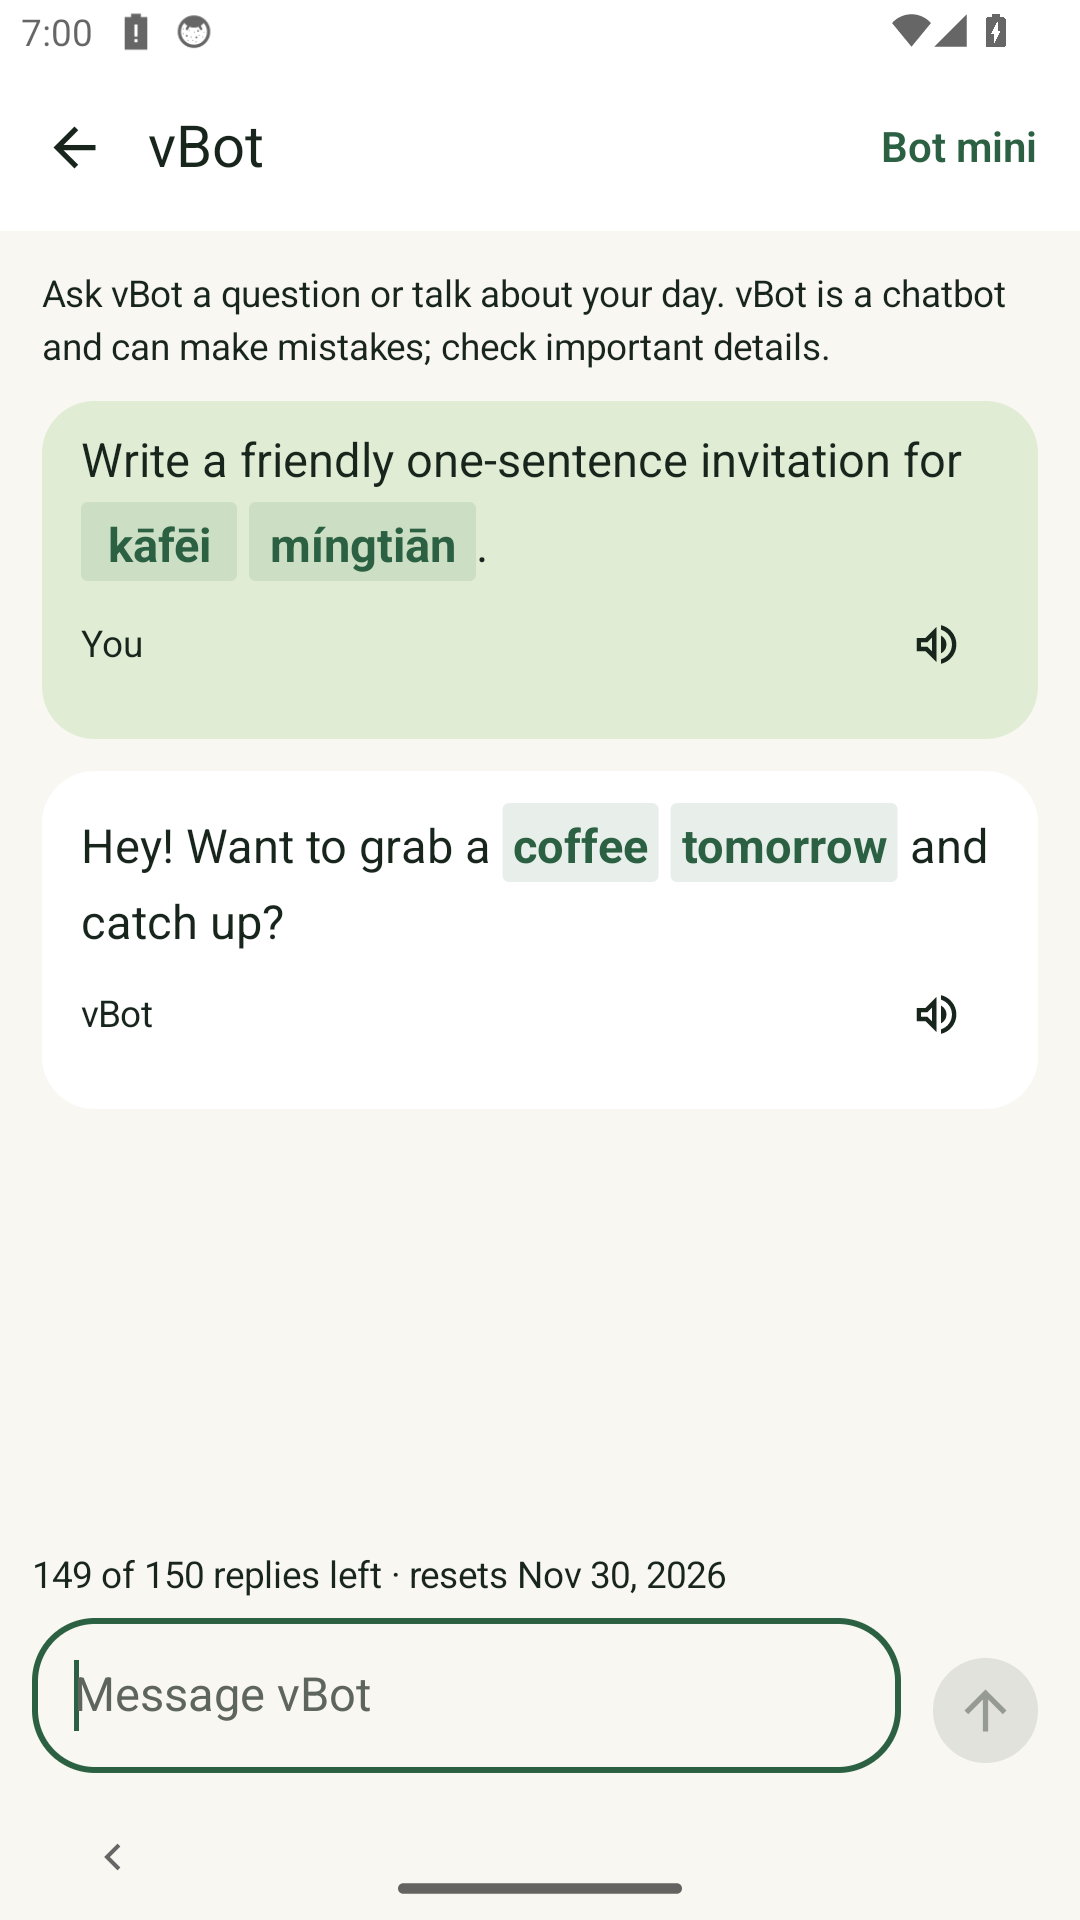 7:00
vBot
Bot mini
Ask vBot a question or talk about your day. vBot is a chatbot
and can make mistakes; check important details.
Write a friendly one-sentence invitation for
kāfēi míngtiān.
You
Hey! Want to grab a coffee tomorrow and
catch up?
vBot
149 of 150 replies left · resets Nov 30, 2026
Message vBot